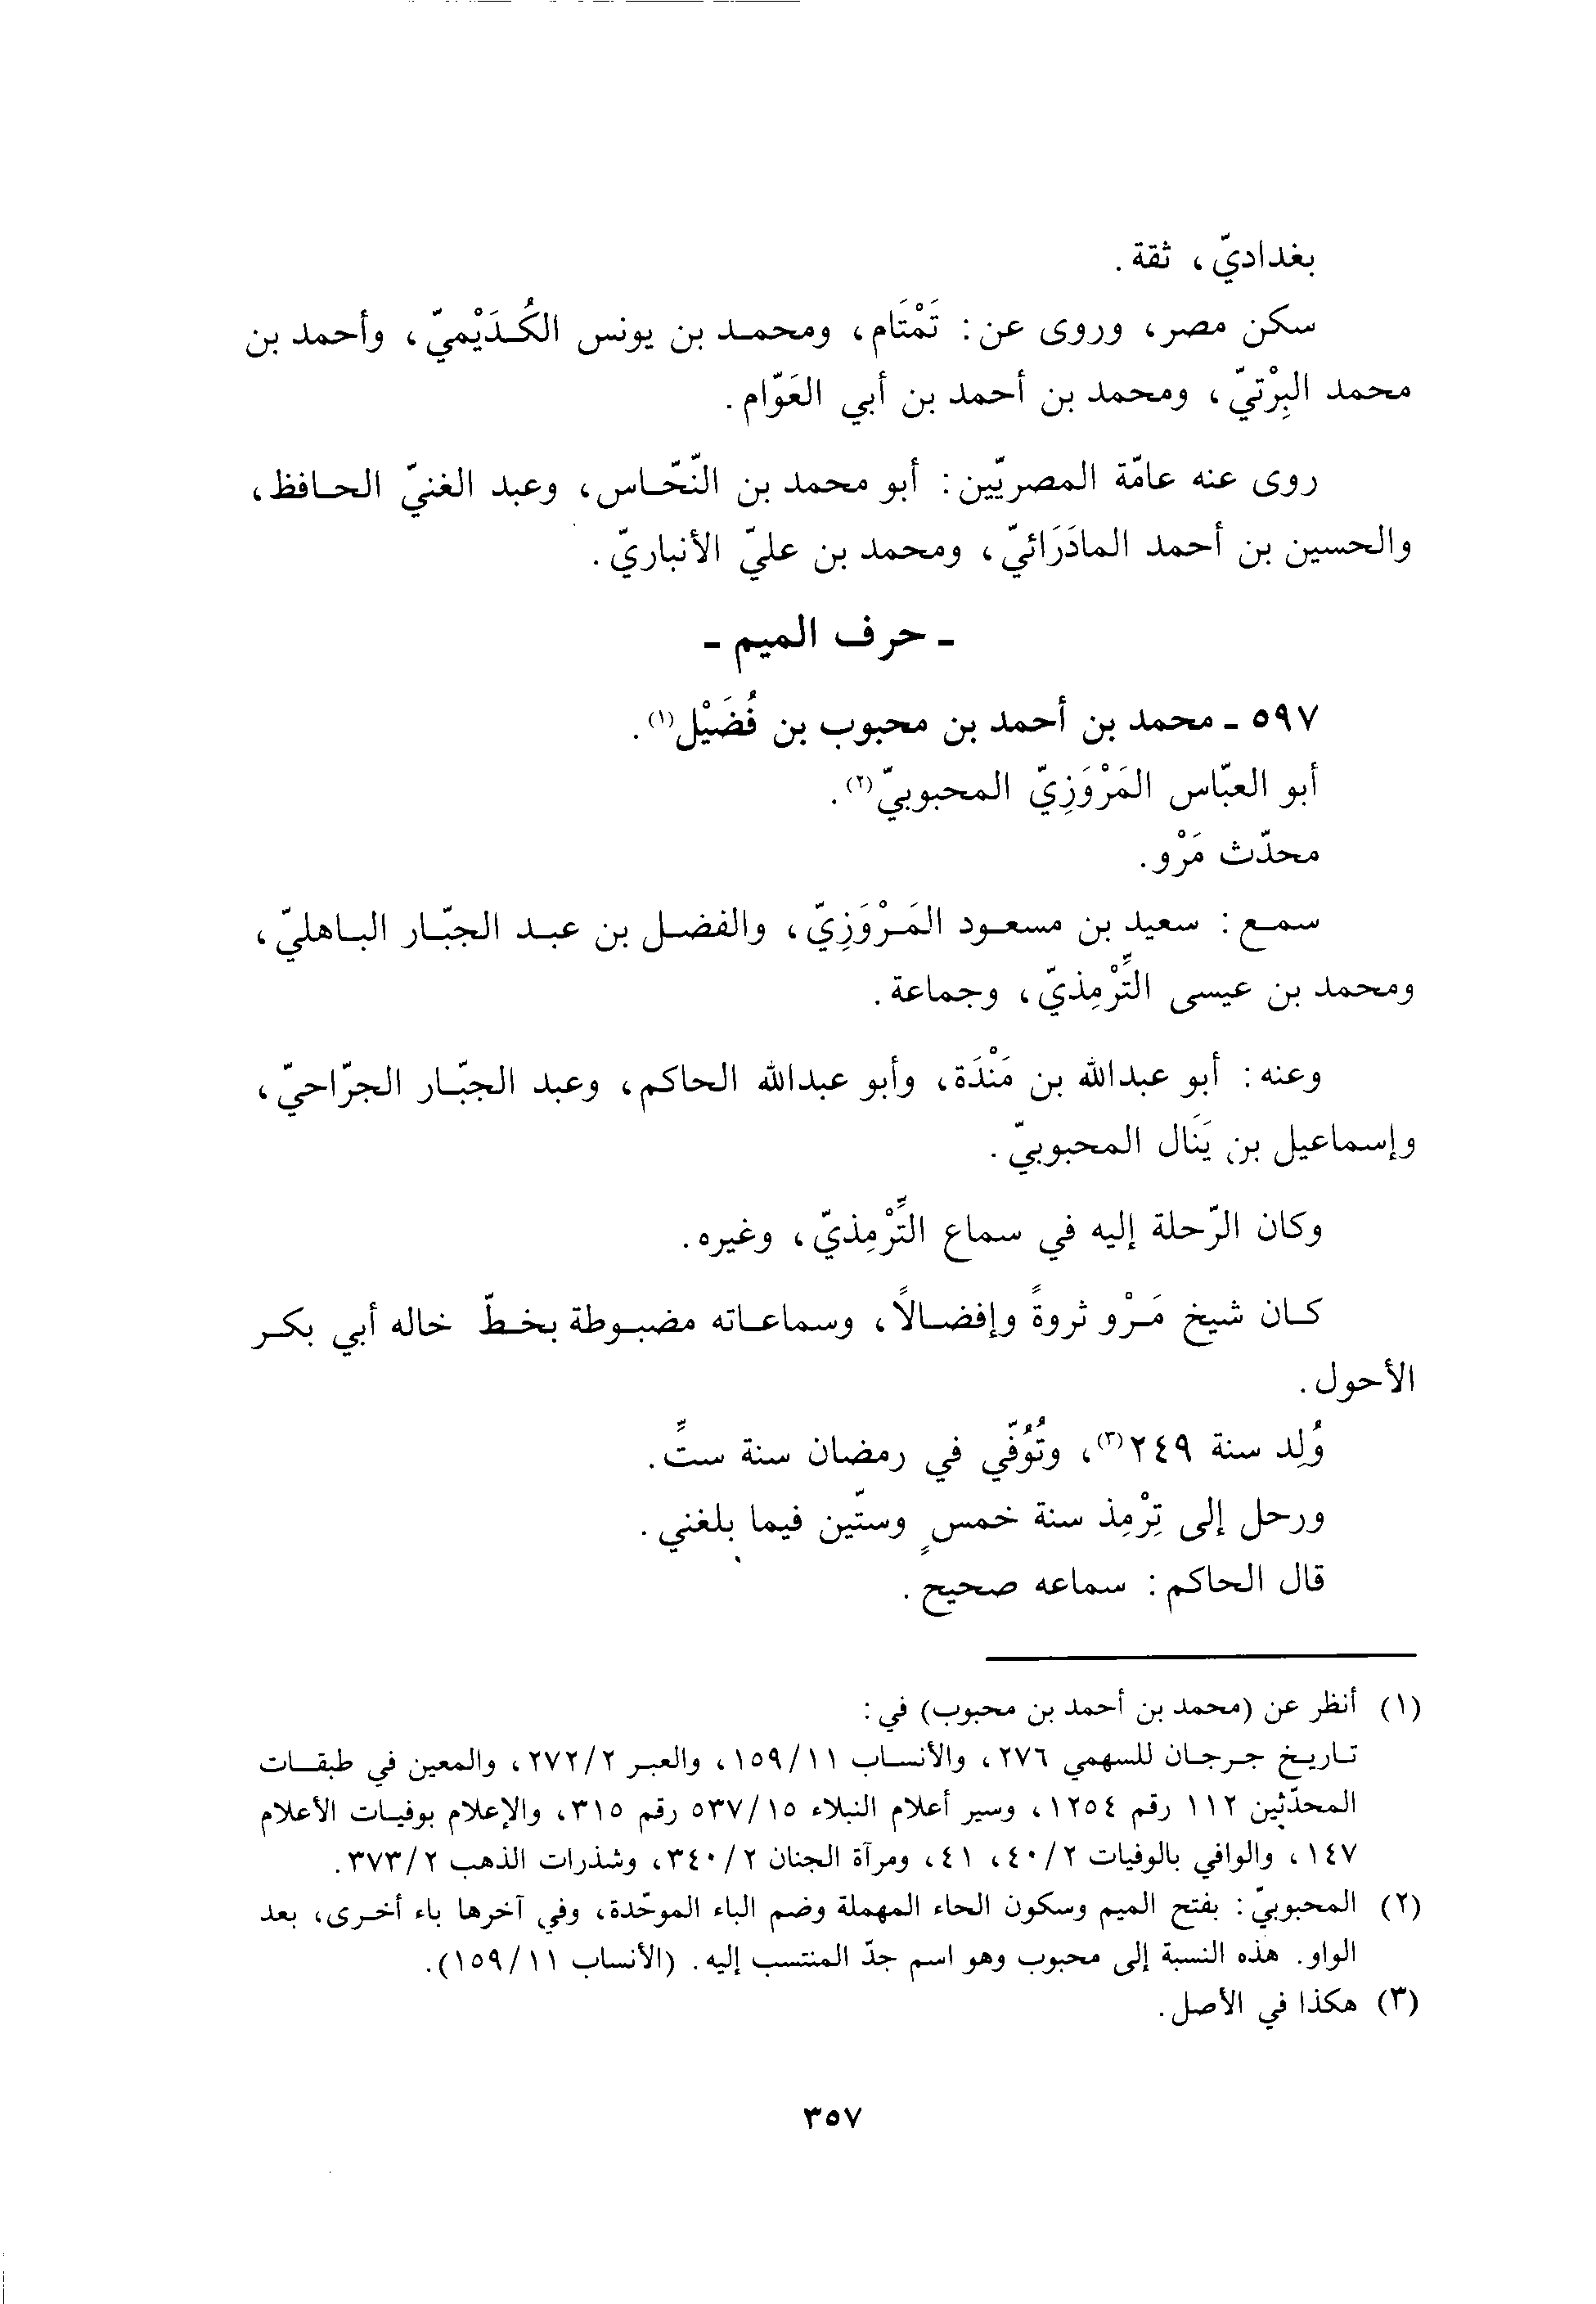 بغداديّ، ثقة.
سكن مصر، وروى عن: تَمْتَام، ومحمد بن يونس الكُدَيْميّ، وأحمد بن
محمد البِرْتيّ، ومحمد بن أحمد بن أبي العَوّام.
روى عنه عامّة المصريّين: أبو محمد بن النّحّاس، وعبد الغنيّ الحافظ،
والحسين بن أحمد المادَرَائيّ، ومحمد بن عليّ الأنباريّ.
ـ حرف الميم ـ
٥٩٧ ـ محمد بن أحمد بن محبوب بن فُضَيْل(١).
أبو العبّاس المَرْوَزِيّ المحبوبيّ(٢).
محدّث مَرْو.
سمع: سعيد بن مسعود المَرْوَزِيّ، والفضل بن عبد الجبّار الباهليّ،
ومحمد بن عيسى التِّرْمِذيّ، وجماعة.
وعنه: أبو عبدالله بن مَنْدَة، وأبو عبدالله الحاكم، وعبد الجبّار الجرّاحيّ،
وإسماعيل بن يَنَال المحبوبيّ.
وكان الرّحلة إليه في سماع التِّرْمِذيّ، وغيره.
كان شيخ مَرْو ثروةً وإفضالاً، وسماعاته مضبوطة بخطّ خاله أبي بكر
الأحول.
وُلِد سنة ٢٤٩(٣)، وتُوُفّي في رمضان سنة ستّ.
ورحل إلى تِرْمِذ سنة خمسٍ وستّين فيما بلغني.
قال الحاكم: سماعه صحيح.
(١) أنظر عن (محمد بن أحمد بن محبوب) في:
تاريخ جرجان للسهمي ٢٧٦، والأنساب ١٥٩/١١، والعبر ٢٧٢/٢، والمعين في طبقات
المحدّثين ١١٢ رقم ١٢٥٤، وسير أعلام النبلاء ٥٣٧/١٥ رقم ٣١٥، والإعلام بوفيات الأعلام
١٤٧، والوافي بالوفيات ٤٠/٢، ٤١، ومرآة الجنان ٣٤٠/٢، وشذرات الذهب ٣٧٣/٢.
(٢) المحبوبيّ: بفتح الميم وسكون الحاء المهملة وضم الباء الموحّدة، وفي آخرها باء أخرى، بعد
الواو. هذه النسبة إلى محبوب وهو اسم جدّ المنتسب إليه. (الأنساب ١٥٩/١١).
(٣) هكذا في الأصل.
٣٥٧